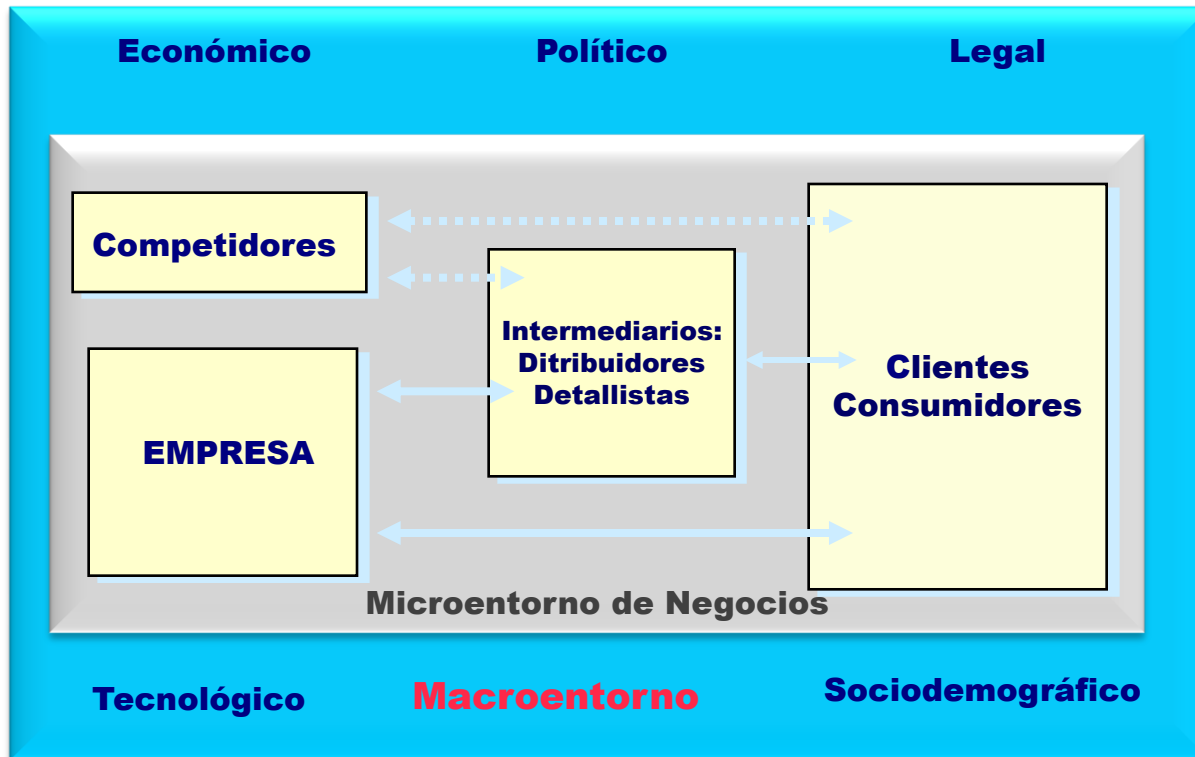 Económico
Político
Legal
Competidores
Intermediarios:
Ditribuidores
Detallistas
Clientes
Consumidores
EMPRESA
Microentorno de Negocios
Tecnológico
Macroentorno
Sociodemográfico